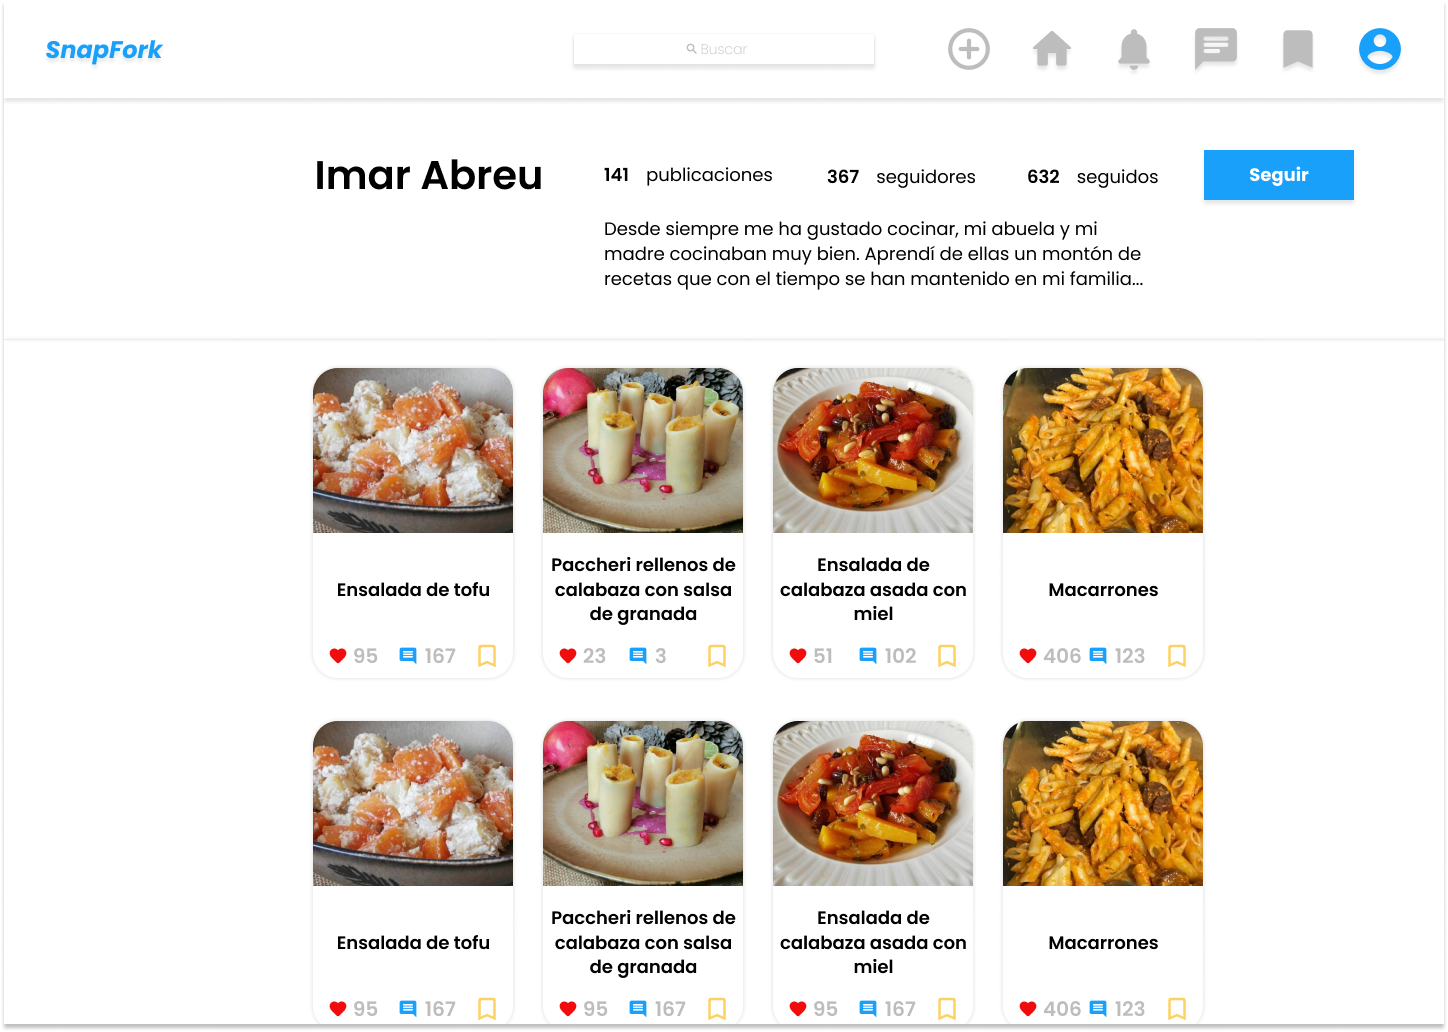 SnapFork
Buscar
Imar Abreu
141 publicaciones
367 seguidores
632 seguidos
Seguir
Desde siempre me ha gustado cocinar, mi abuela y mi
madre cocinaban muy bien. Aprendí de ellas un montón de
recetas que con el tiempo se han mantenido en mi familia...
Ensalada de tofu
95 167
Paccheri rellenos de
calabaza con salsa
de granada
23 3
Ensalada de
calabaza asada con
miel
51 102
Macarrones
406 123
Ensalada de tofu
95 167
Paccheri rellenos de
calabaza con salsa
de granada
95 167
Ensalada de
calabaza asada con
miel
95 167
Macarrones
406 123